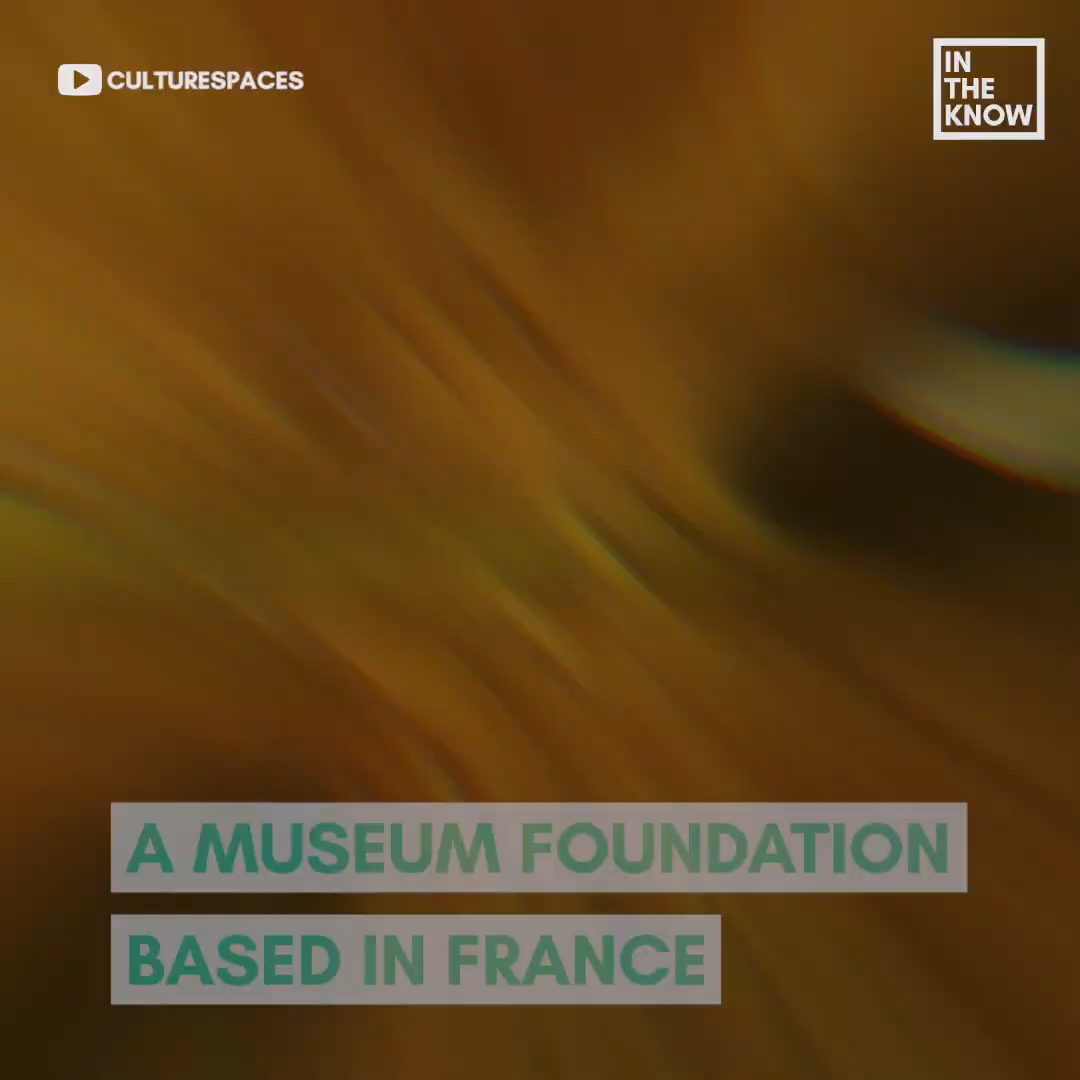 CULTURESPACES
IN
THE
KNOW
A MUSEUM FOUNDATION
BASED IN FRANCE